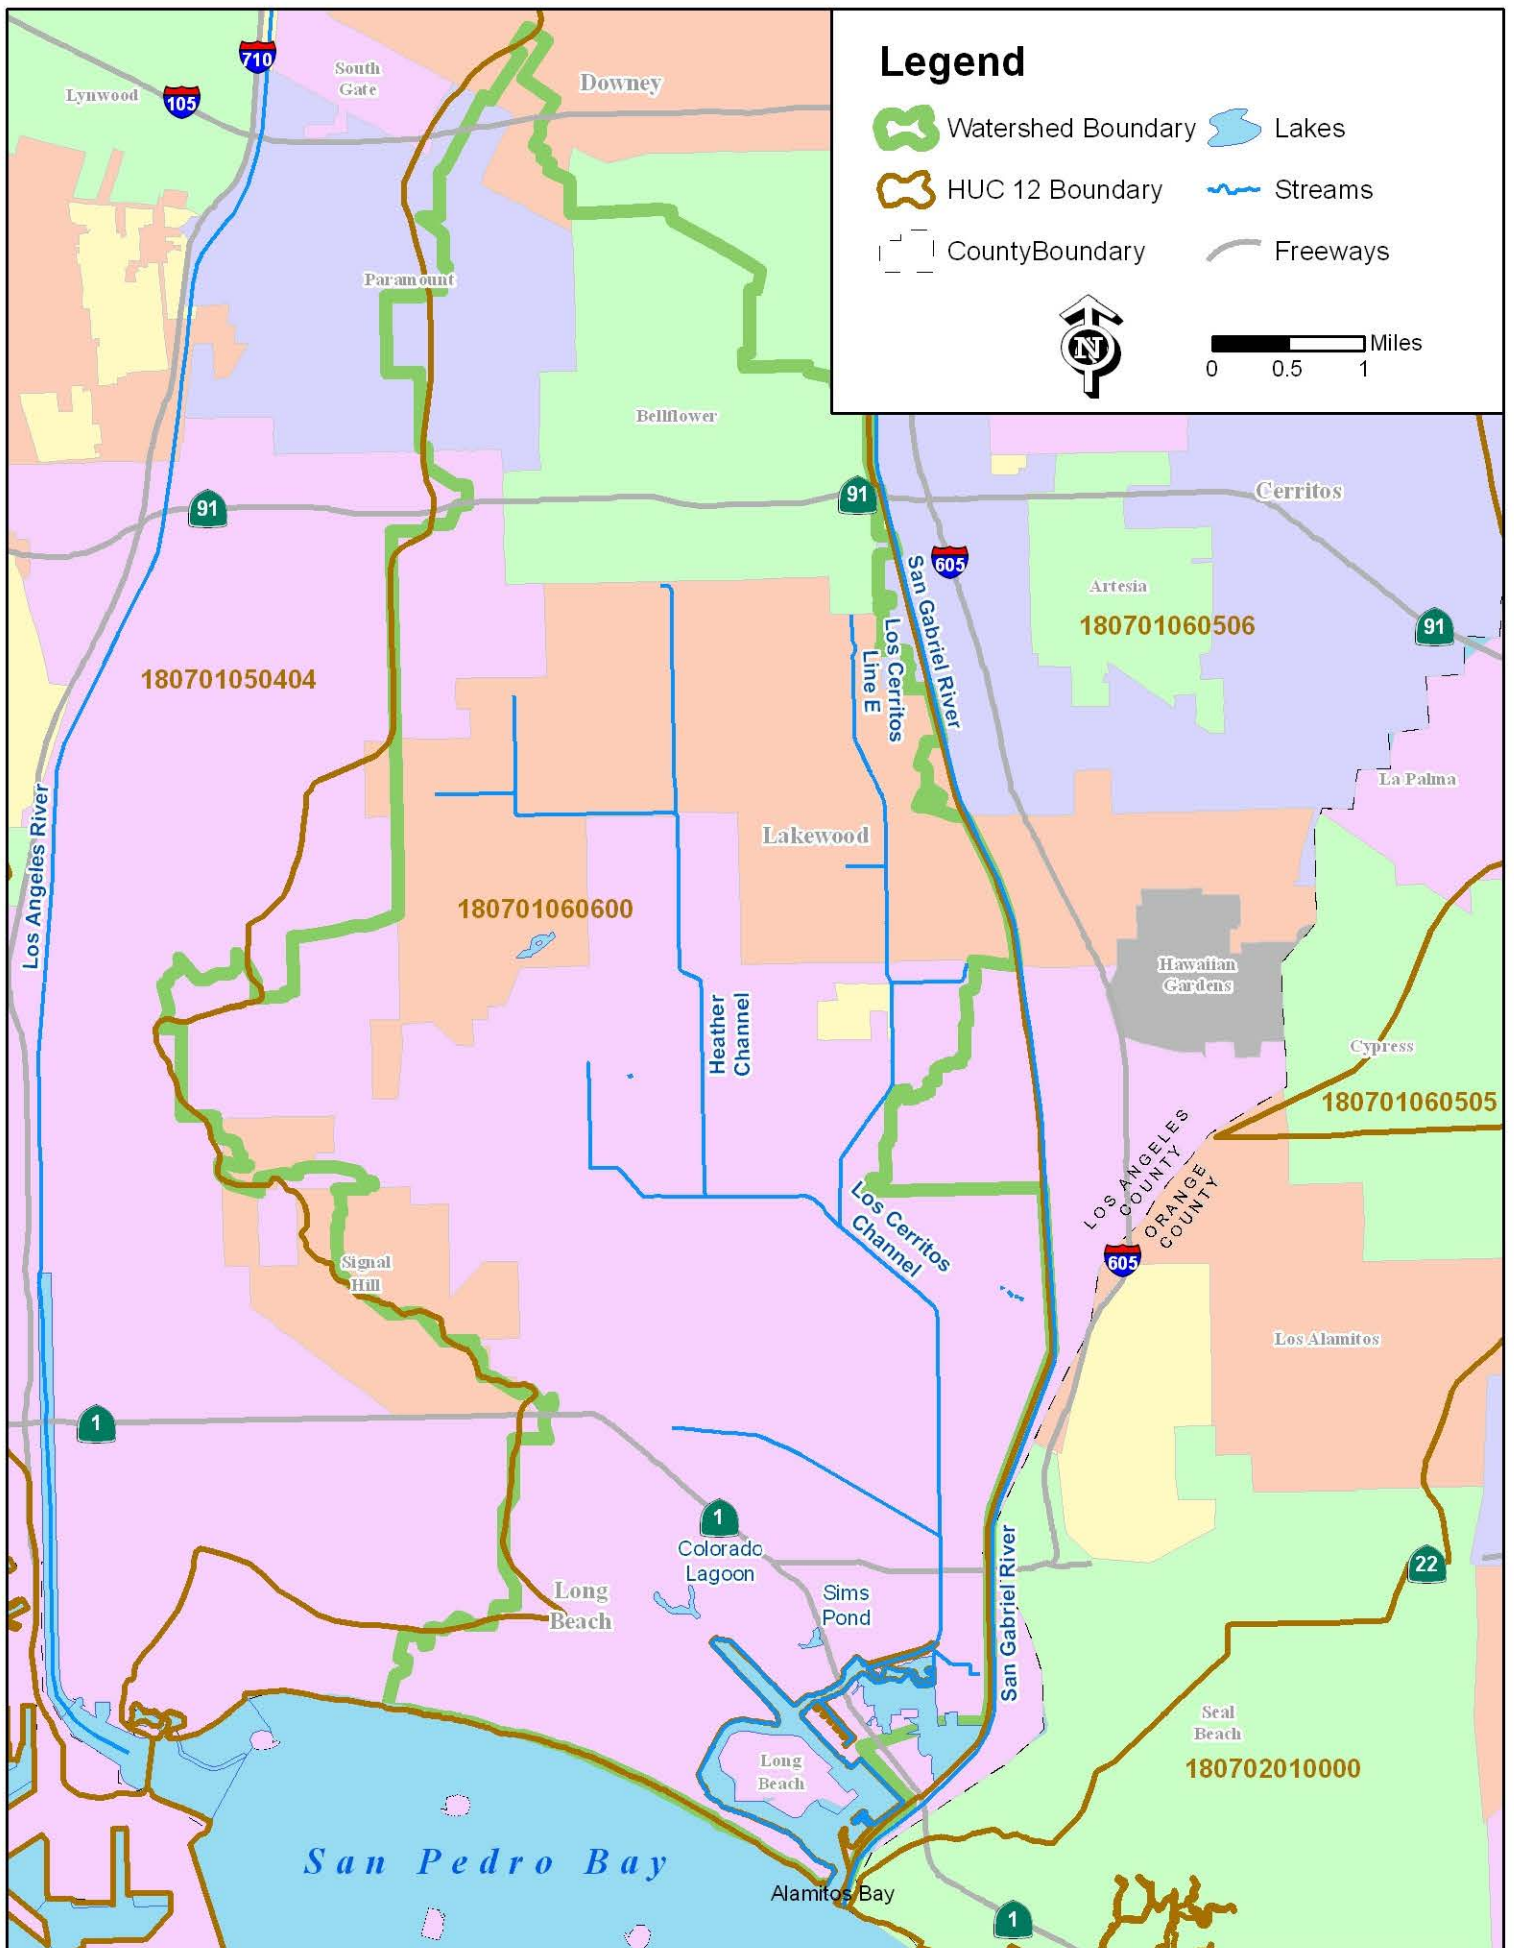 Legend
Watershed Boundary
Lakes
HUC 12 Boundary
Streams
CountyBoundary
Freeways
N
Miles
0 0.5 1
710
South
Gate
Lynwood
105
Downey
Paramount
Bellflower
91
91
Cerritos
605
Artesia
180701060506
91
San Gabriel River
Los Cerritos
Line E
180701050404
La Palma
Los Angeles River
Lakewood
180701060600
Hawaiian
Gardens
Heather
Channel
Cypress
180701060505
LOS ANGELES
COUNTY
ORANGE
COUNTY
Los Cerritos
Channel
605
Signal
Hill
Los Alamitos
1
1
Colorado
Lagoon
22
Long
Beach
Sims
Pond
San Gabriel River
Seal
Beach
180702010000
Long
Beach
San Pedro Bay
Alamitos Bay
1